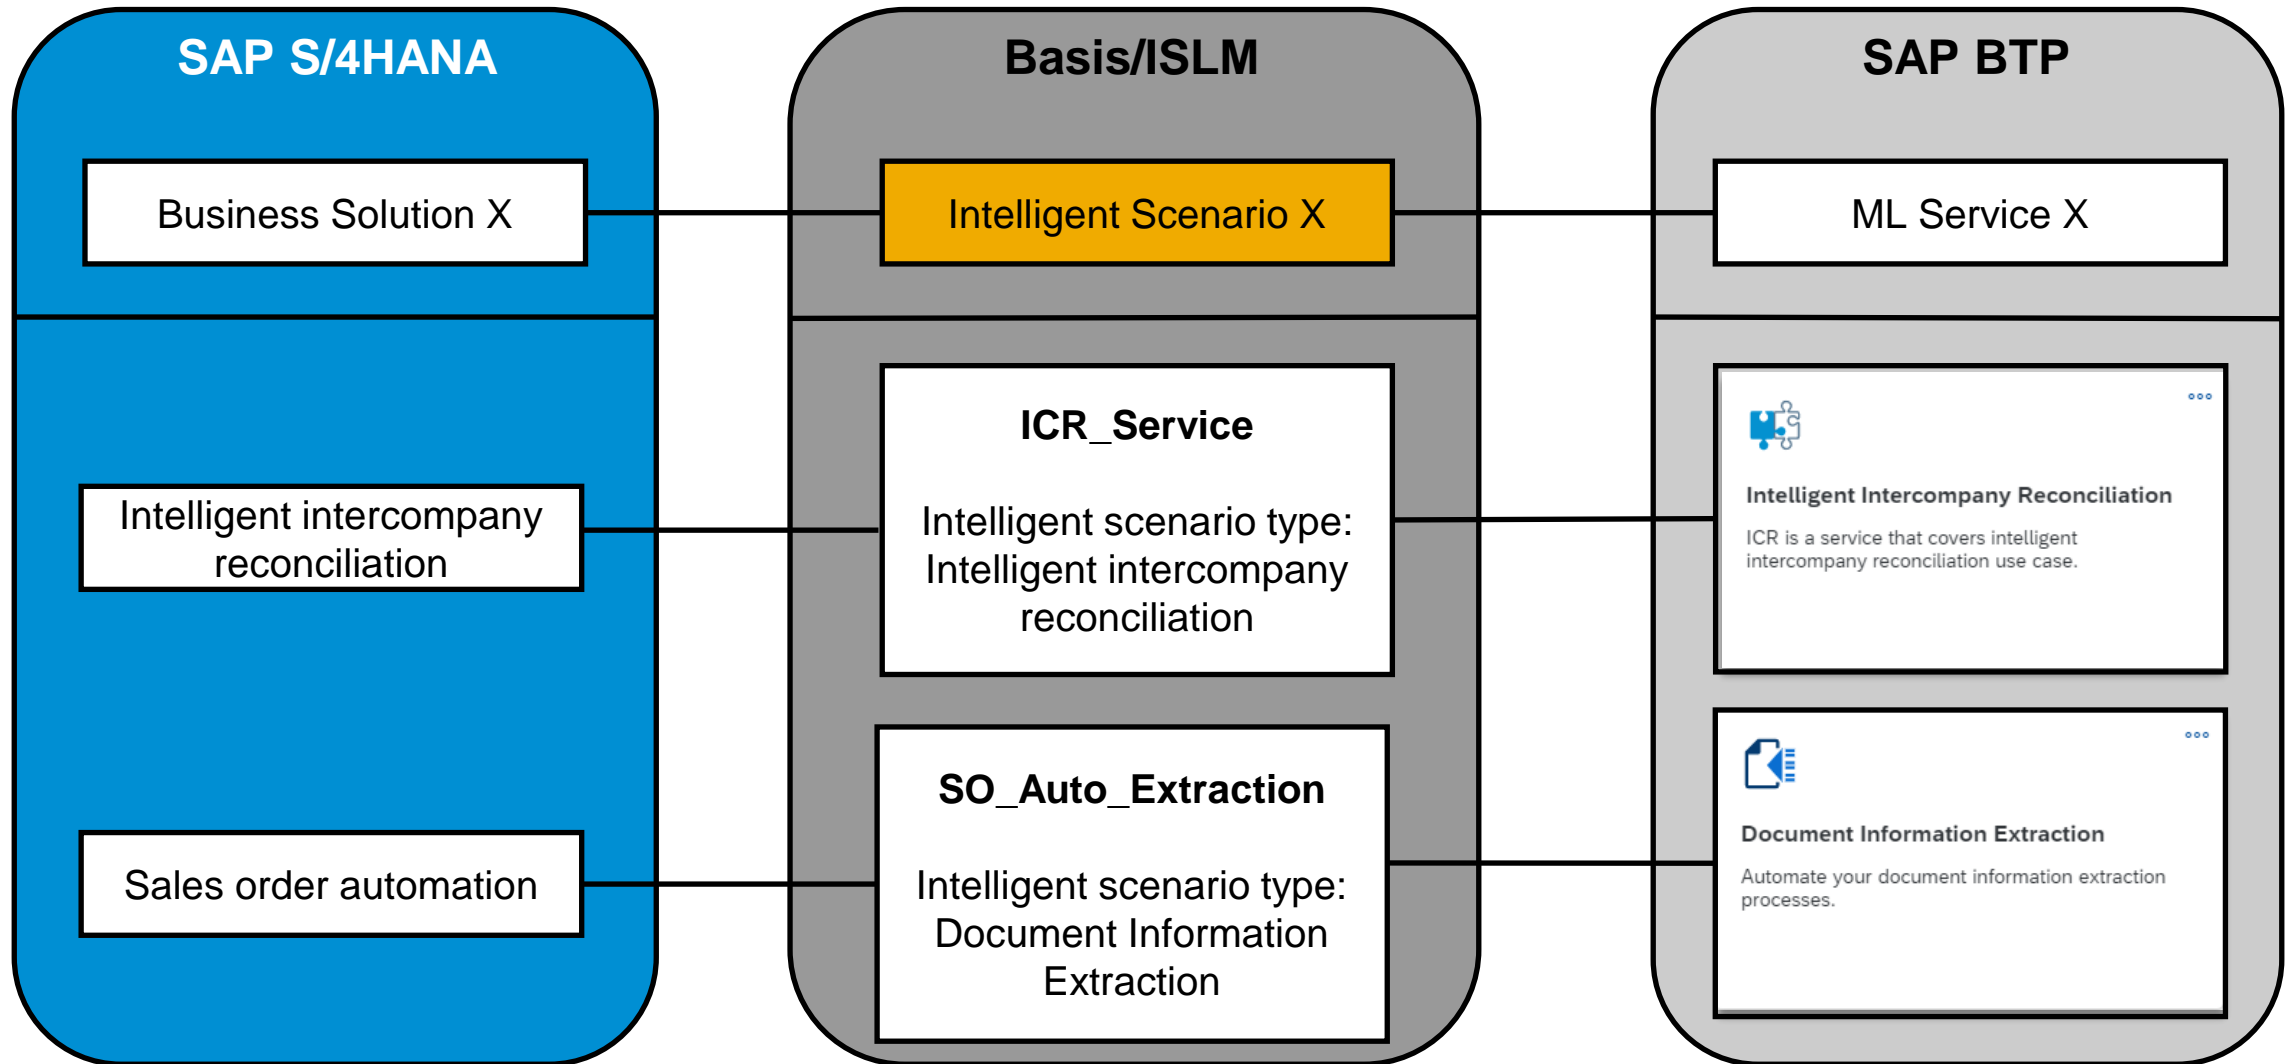 SAP S/4HANA
Basis/ISLM
SAP BTP
Business Solution X
Intelligent Scenario X
ML Service X
Intelligent intercompany
reconciliation
ICR_Service
Intelligent scenario type:
Intelligent intercompany
reconciliation
Intelligent Intercompany Reconciliation
ICR is a service that covers intelligent
intercompany reconciliation use case.
Sales order automation
SO_Auto_Extraction
Intelligent scenario type:
Document Information
Extraction
Document Information Extraction
Automate your document information extraction
processes.